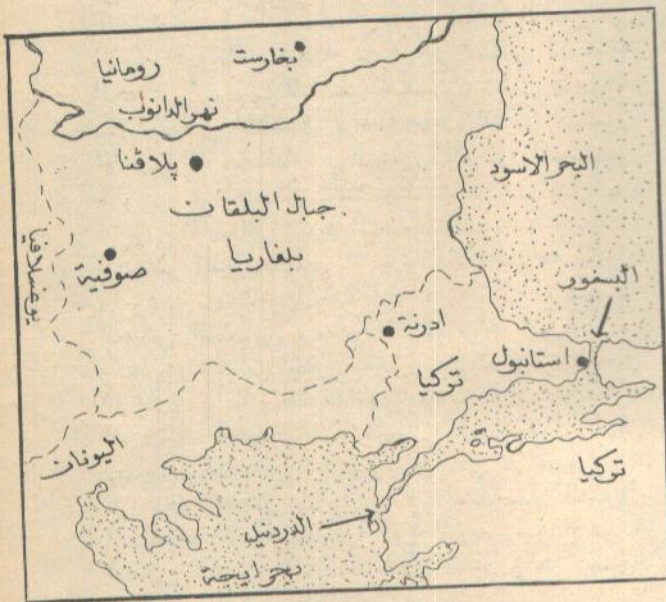 بخارست
رومانيا
نهر الدانوب
پلاڤنا
البحر الاسود
جبال البلقان
بلغاريا
صوفية
يوغسلافيا
البسفور
ادرنة
استانبول
تركيا
اليونان
تركيا
الدردنيل
بحر ايجة